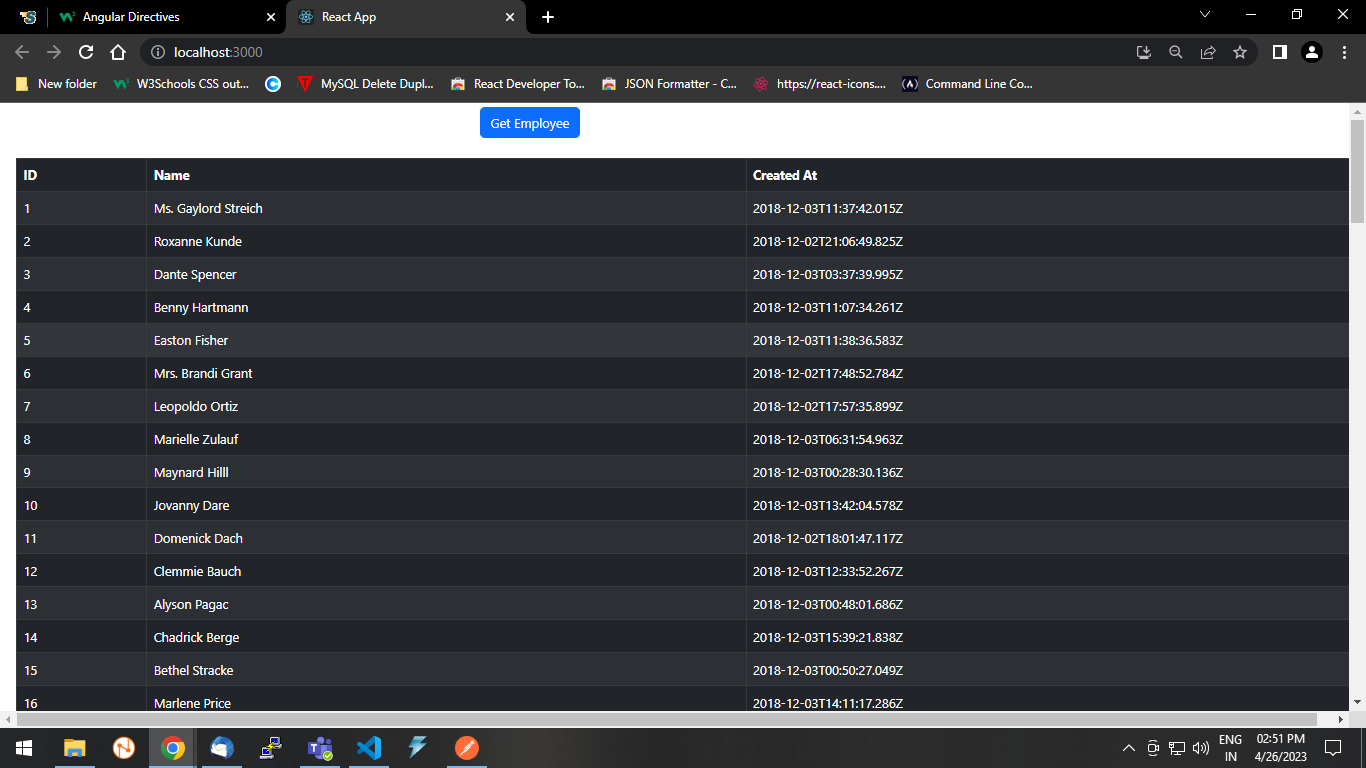 Angular Directives
React App
localhost:3000
New folder
W3Schools CSS out...
MySQL Delete Dupl...
React Developer To...
JSON Formatter - C...
https://react-icons....
Command Line Co...
Get Employee
ID Name Created At
1 Ms. Gaylord Streich 2018-12-03T11:37:42.015Z
2 Roxanne Kunde 2018-12-02T21:06:49.825Z
3 Dante Spencer 2018-12-03T03:37:39.995Z
4 Benny Hartmann 2018-12-03T11:07:34.261Z
5 Easton Fisher 2018-12-03T11:38:36.583Z
6 Mrs. Brandi Grant 2018-12-02T17:48:52.784Z
7 Leopoldo Ortiz 2018-12-02T17:57:35.899Z
8 Marielle Zulauf 2018-12-03T06:31:54.963Z
9 Maynard Hilll 2018-12-03T00:28:30.136Z
10 Jovanny Dare 2018-12-03T13:42:04.578Z
11 Domenick Dach 2018-12-02T18:01:47.117Z
12 Clemmie Bauch 2018-12-03T12:33:52.267Z
13 Alyson Pagac 2018-12-03T00:48:01.686Z
14 Chadrick Berge 2018-12-03T15:39:21.838Z
15 Bethel Stracke 2018-12-03T00:50:27.049Z
16 Marlene Price 2018-12-03T14:11:17.286Z
ENG
IN
02:51 PM
4/26/2023